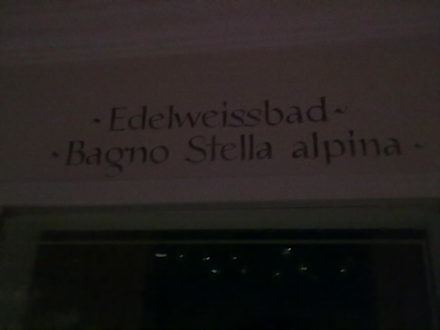 · Edelweissbad ~
· Bagno Stella alpina ·